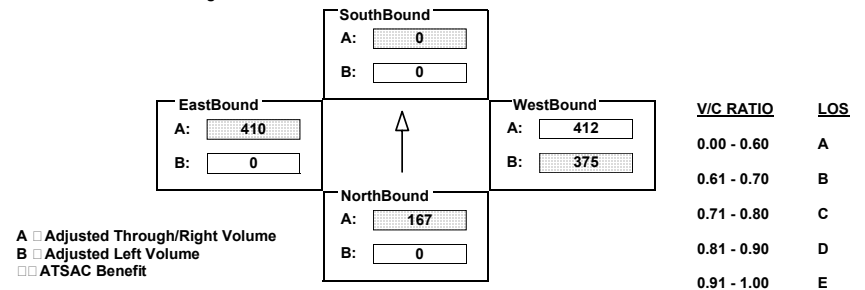 SouthBound
A: 0
B: 0
EastBound
A: 410
B: 0
WestBound
A: 412
B: 375
NorthBound
A: 167
B: 0
A □ Adjusted Through/Right Volume
B □ Adjusted Left Volume
□□ ATSAC Benefit
V/C RATIO LOS
0.00 - 0.60 A
0.61 - 0.70 B
0.71 - 0.80 C
0.81 - 0.90 D
0.91 - 1.00 E